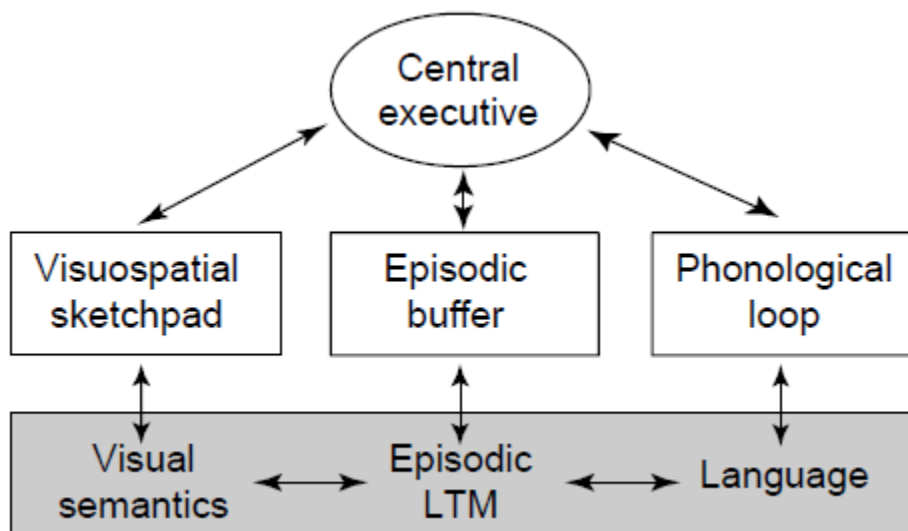 Central
executive
Visuospatial
sketchpad
Episodic
buffer
Phonological
loop
Visual
semantics
Episodic
LTM
Language